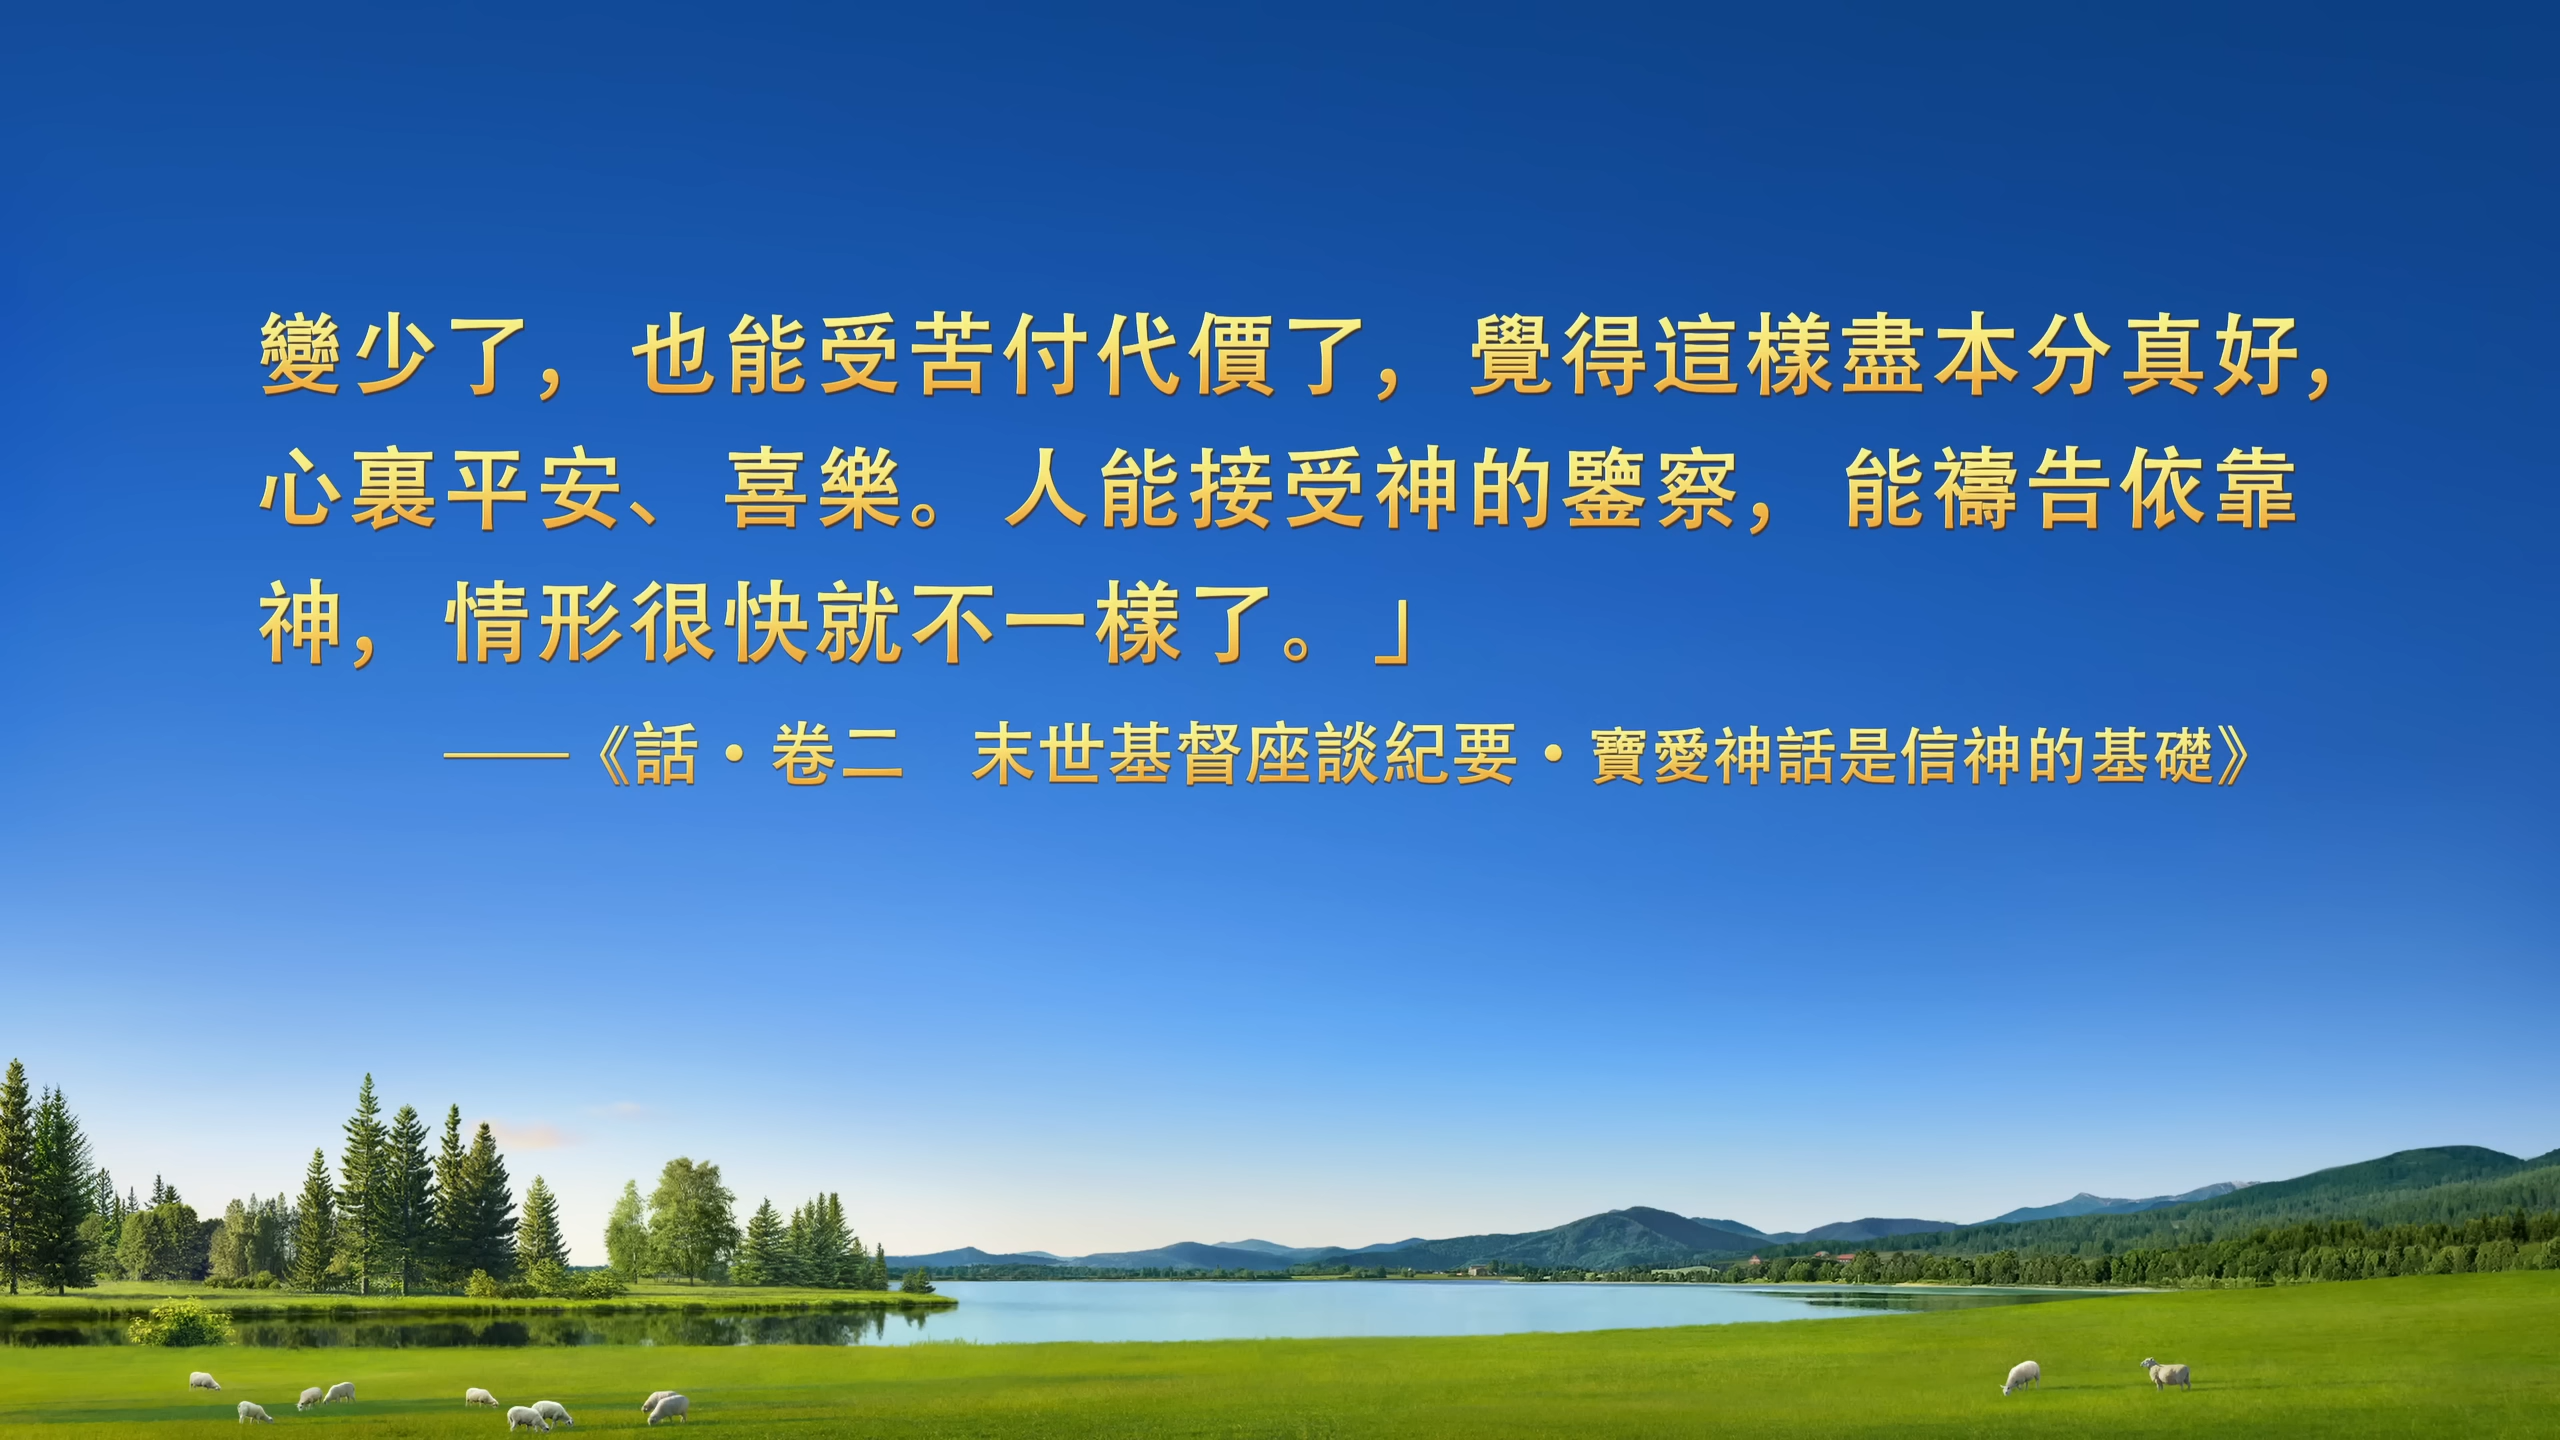 變少了，也能受苦付代價了，覺得這樣盡本分真好，
心裏平安、喜樂。人能接受神的鑒察，能禱告依靠
神，情形很快就不一樣了。」
——《話・卷二　末世基督座談紀要・寶愛神話是信神的基礎》